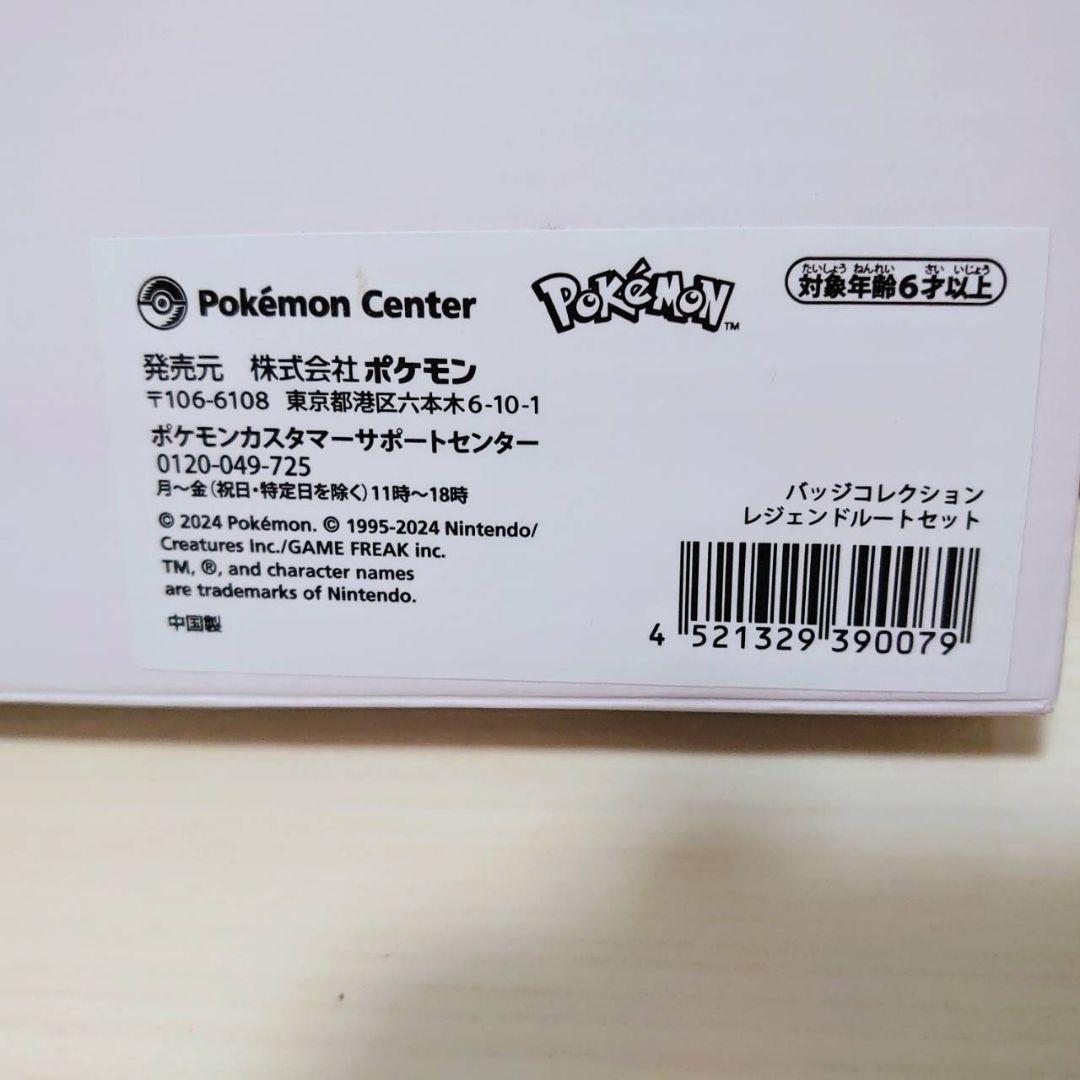 Pokémon Center
POKéMON™
たいしょう ねんれい さい いじょう
対象年齢6才以上
発売元 株式会社ポケモン
〒106-6108 東京都港区六本木6-10-1
ポケモンカスタマーサポートセンター
0120-049-725
月～金(祝日・特定日を除く)11時～18時
© 2024 Pokémon. © 1995-2024 Nintendo/
Creatures Inc./GAME FREAK inc.
TM, ®, and character names
are trademarks of Nintendo.
中国製
バッジコレクション
レジェンドルートセット
4 521329 390079